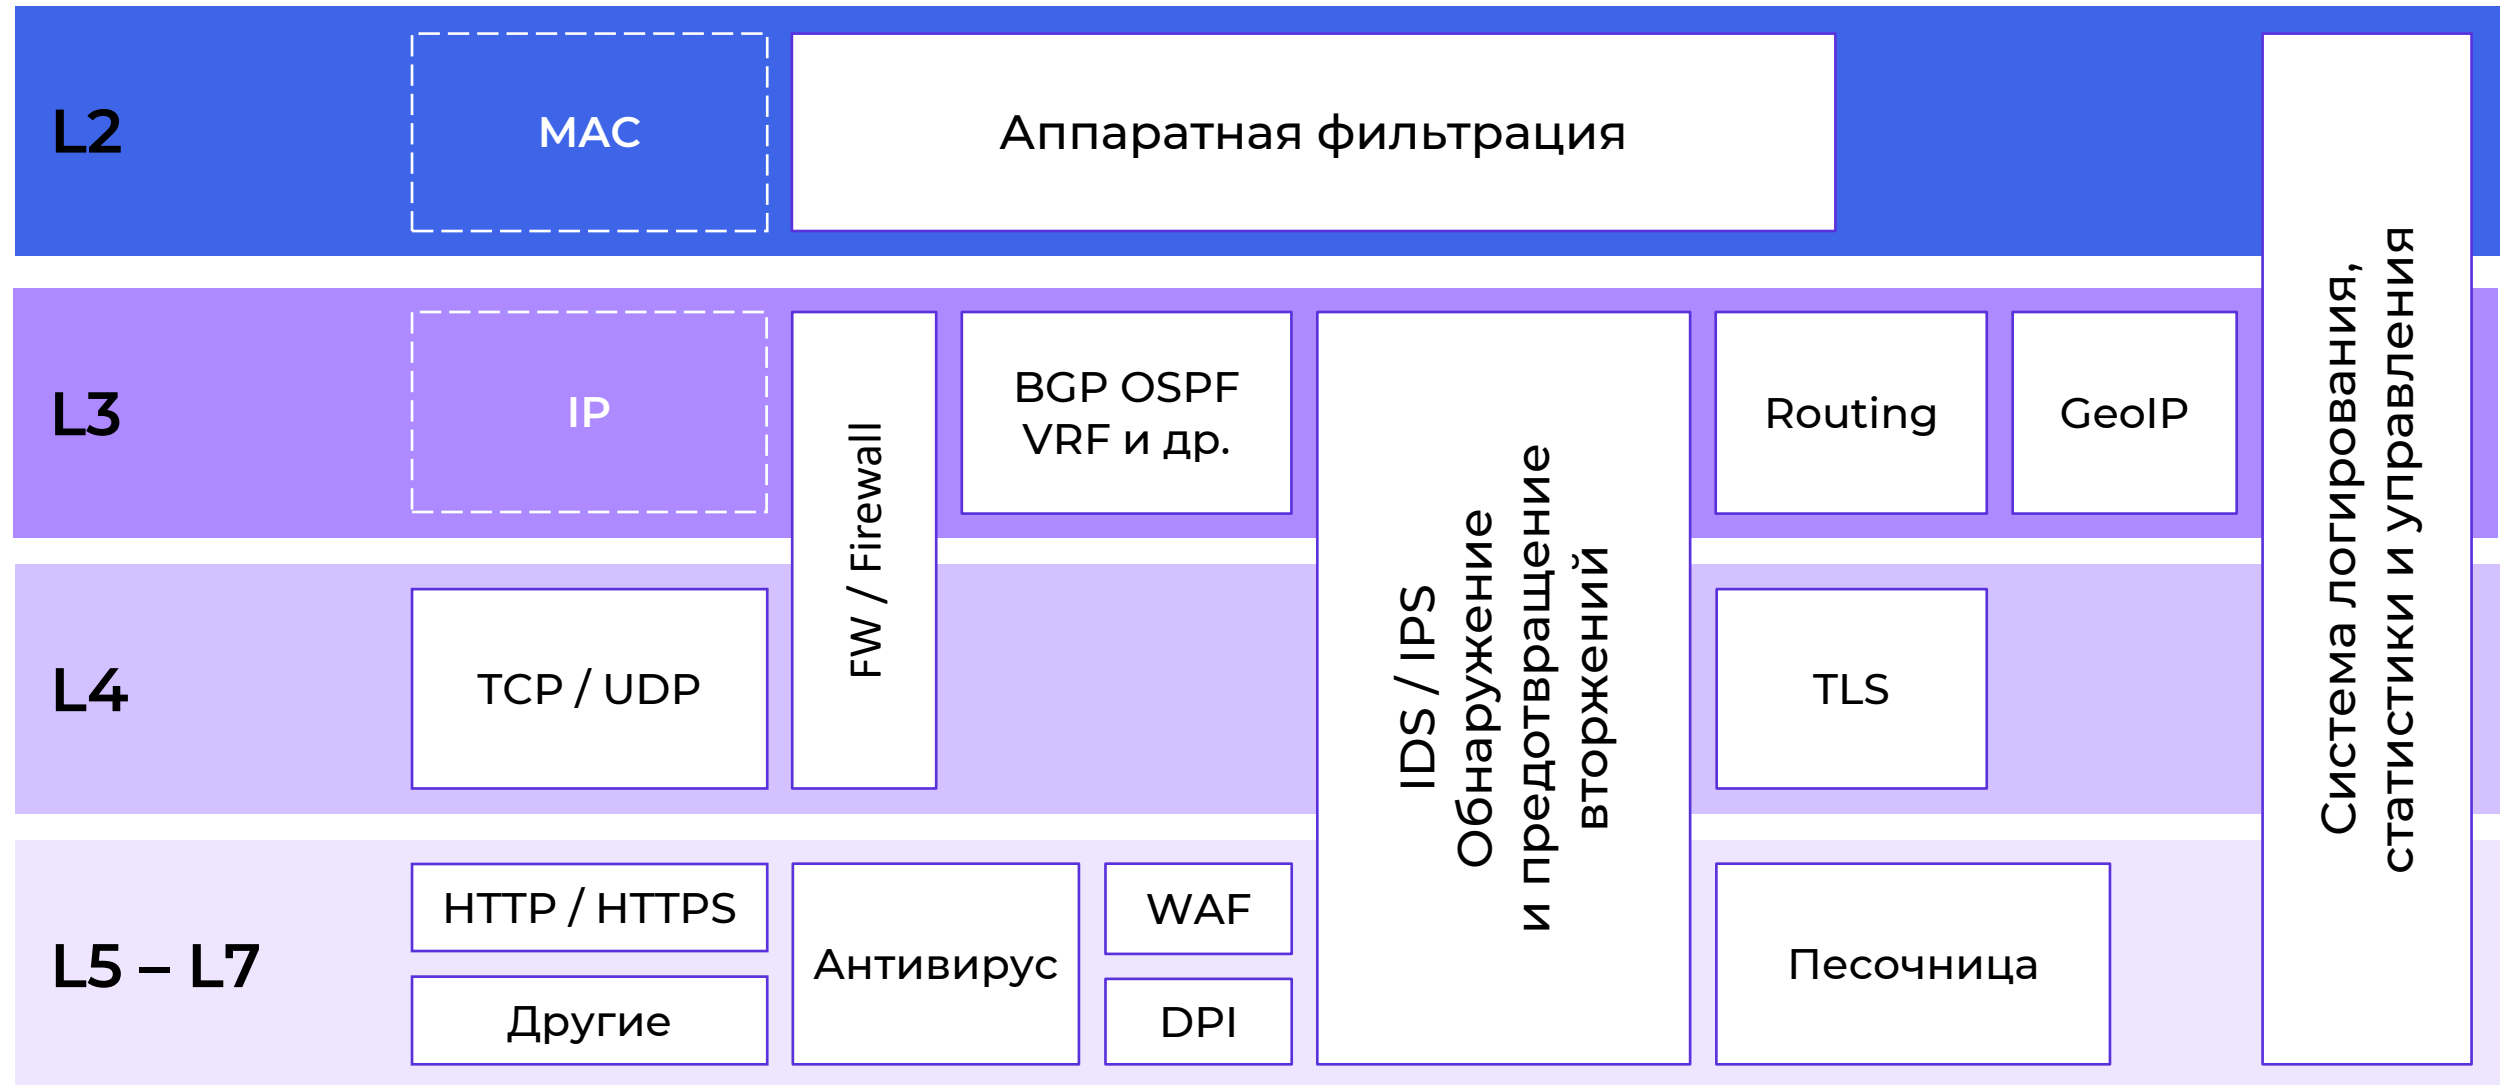 L2
MAC
Аппаратная фильтрация
L3
IP
FW / Firewall
BGP OSPF
VRF и др.
IDS / IPS
Обнаружение
и предотвращение
вторжений
Routing
GeoIP
Система логирования,
статистики и управления
L4
TCP / UDP
TLS
L5 – L7
HTTP / HTTPS
Другие
Антивирус
WAF
DPI
Песочница